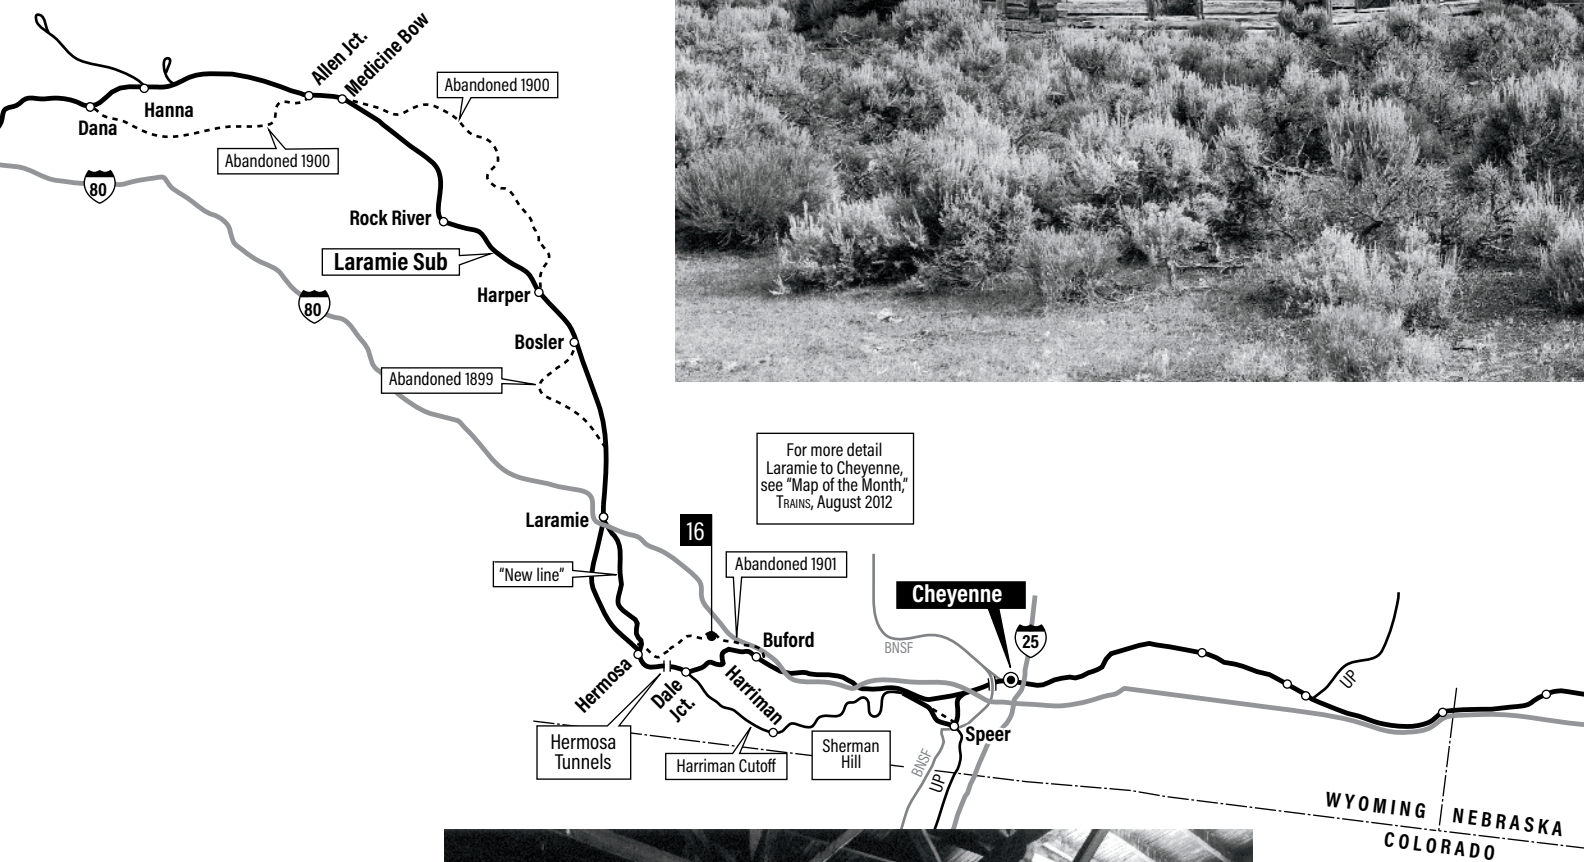 Allen Jct.
Medicine Bow
Abandoned 1900
Hanna
Dana
Abandoned 1900
80
Rock River
Laramie Sub
Harper
80
Bosler
Abandoned 1899
For more detail
Laramie to Cheyenne,
see “Map of the Month,”
TRAINS, August 2012
Laramie
16
“New line”
Abandoned 1901
Cheyenne
25
Buford
BNSF
Hermosa
Dale
Jct.
Harriman
UP
Speer
Hermosa
Tunnels
Harriman Cutoff
Sherman
Hill
BNSF
UP
WYOMING
NEBRASKA
COLORADO